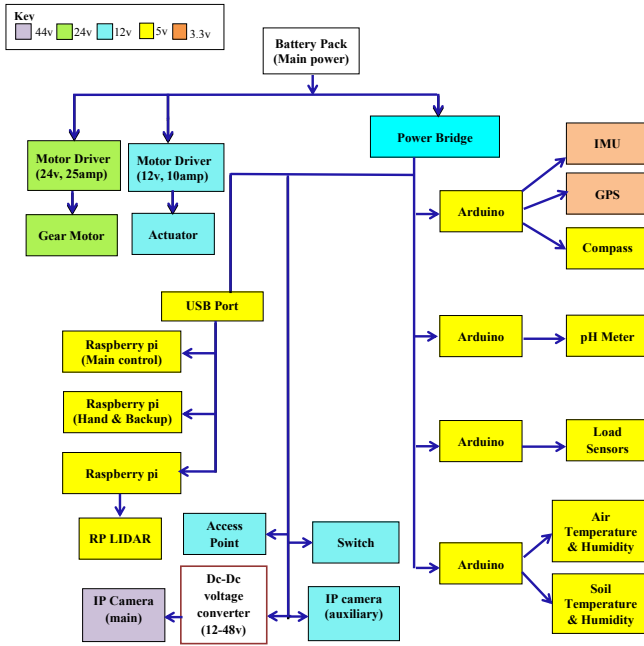 Key
44v 24v 12v 5v 3.3v
Battery Pack
(Main power)
Motor Driver
(24v, 25amp)
Motor Driver
(12v, 10amp)
Power Bridge
IMU
Arduino
GPS
Gear Motor
Actuator
Compass
USB Port
Raspberry pi
(Main control)
Arduino
pH Meter
Raspberry pi
(Hand & Backup)
Arduino
Load
Sensors
Raspberry pi
RP LIDAR
Access
Point
Switch
Arduino
Air
Temperature
& Humidity
IP Camera
(main)
Dc-Dc
voltage
converter
(12-48v)
IP camera
(auxiliary)
Soil
Temperature
& Humidity